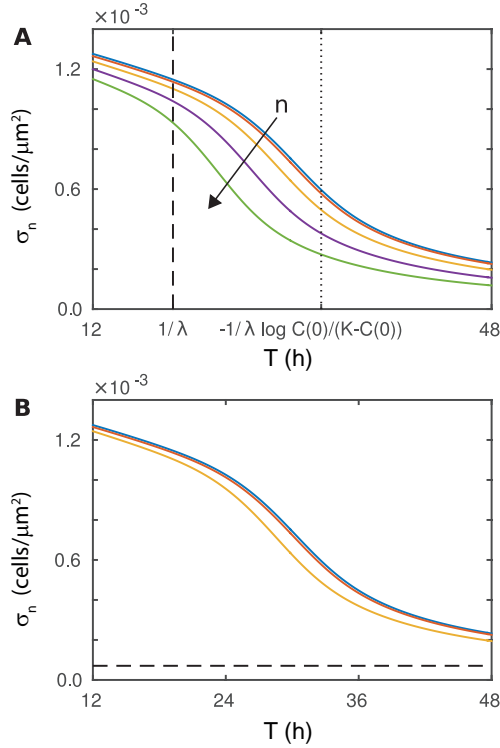 ×10⁻³
A
1.2
0.6
0.0
σₙ (cells/μm²)
n
12
1/λ
-1/λ log C(0)/(K-C(0))
48
T (h)
×10⁻³
B
1.2
0.6
0.0
σₙ (cells/μm²)
12
24
36
48
T (h)